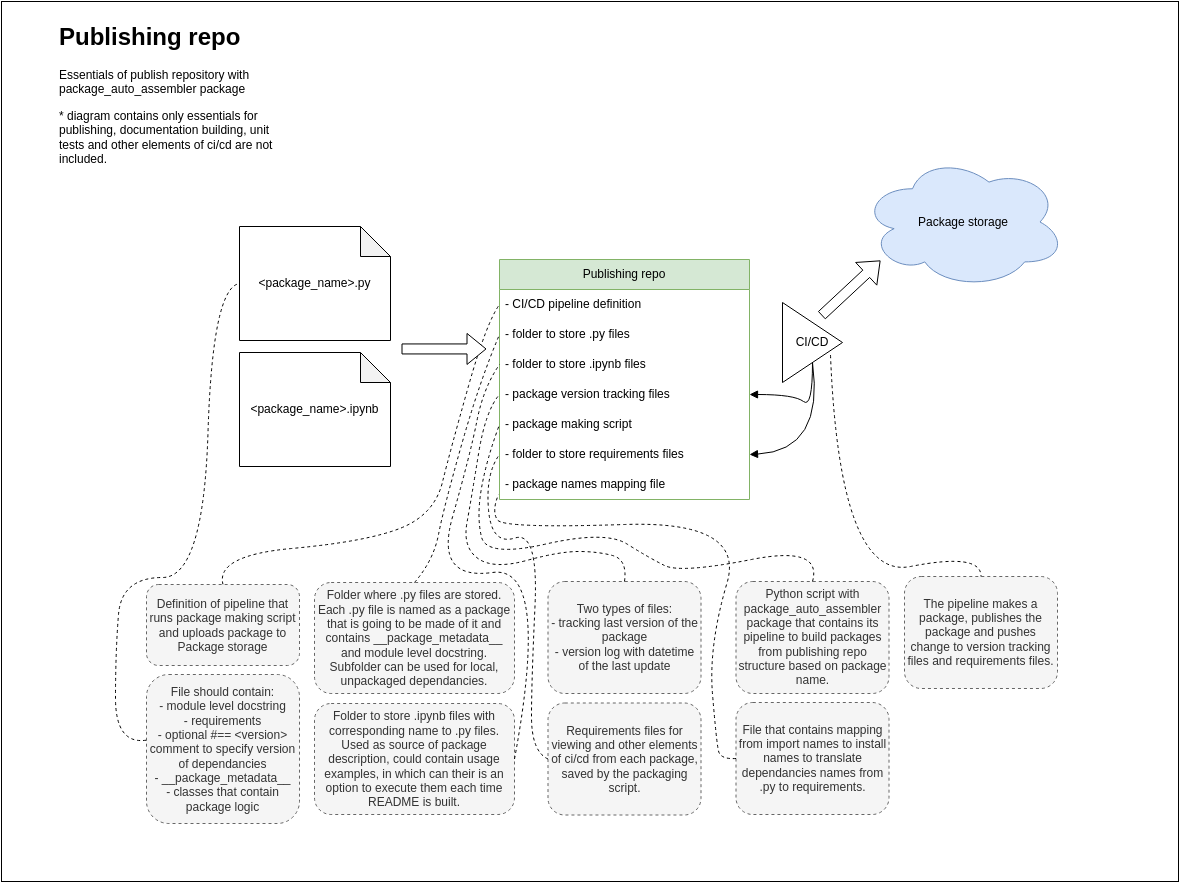 Publishing repo
Essentials of publish repository with
package_auto_assembler package
* diagram contains only essentials for
publishing, documentation building, unit
tests and other elements of ci/cd are not
included.
Package storage
<package_name>.py
<package_name>.ipynb
Publishing repo
- CI/CD pipeline definition
- folder to store .py files
- folder to store .ipynb files
- package version tracking files
- package making script
- folder to store requirements files
- package names mapping file
CI/CD
Definition of pipeline that
runs package making script
and uploads package to
Package storage
Folder where .py files are stored.
Each .py file is named as a package
that is going to be made of it and
contains __package_metadata__
and module level docstring.
Subfolder can be used for local,
unpackaged dependancies.
Two types of files:
- tracking last version of the
package
- version log with datetime
of the last update
Python script with
package_auto_assembler
package that contains its
pipeline to build packages
from publishing repo
structure based on package
name.
The pipeline makes a
package, publishes the
package and pushes
change to version tracking
files and requirements files.
File should contain:
- module level docstring
- requirements
- optional #== <version>
comment to specify version
of dependancies
- __package_metadata__
- classes that contain
package logic
Folder to store .ipynb files with
corresponding name to .py files.
Used as source of package
description, could contain usage
examples, in which can their is an
option to execute them each time
README is built.
Requirements files for
viewing and other elements
of ci/cd from each package,
saved by the packaging
script.
File that contains mapping
from import names to install
names to translate
dependancies names from
.py to requirements.